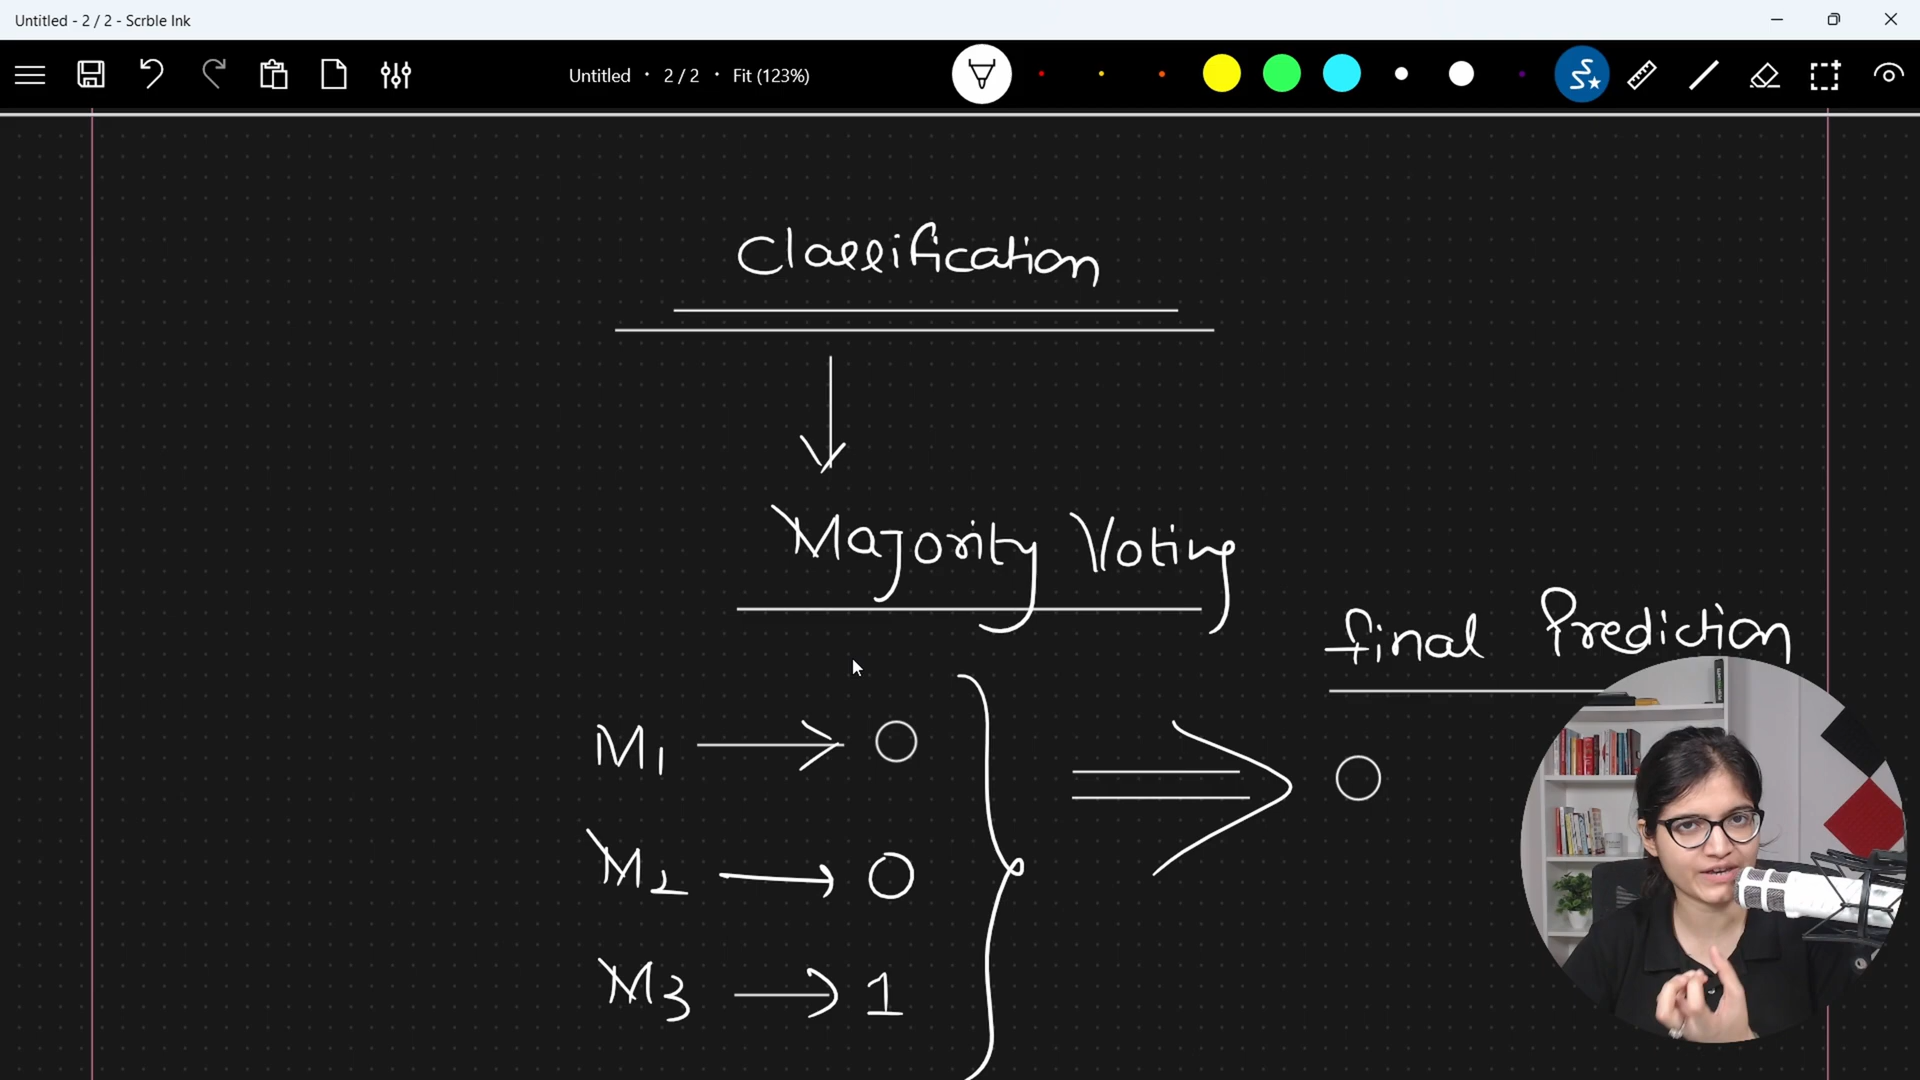 Untitled - 2 / 2 - Scrble Ink
Untitled • 2 / 2 • Fit (123%)
Classification
Majority Voting
final Prediction
M1 → 0
M2 → 0
M3 → 1
⇒ 0